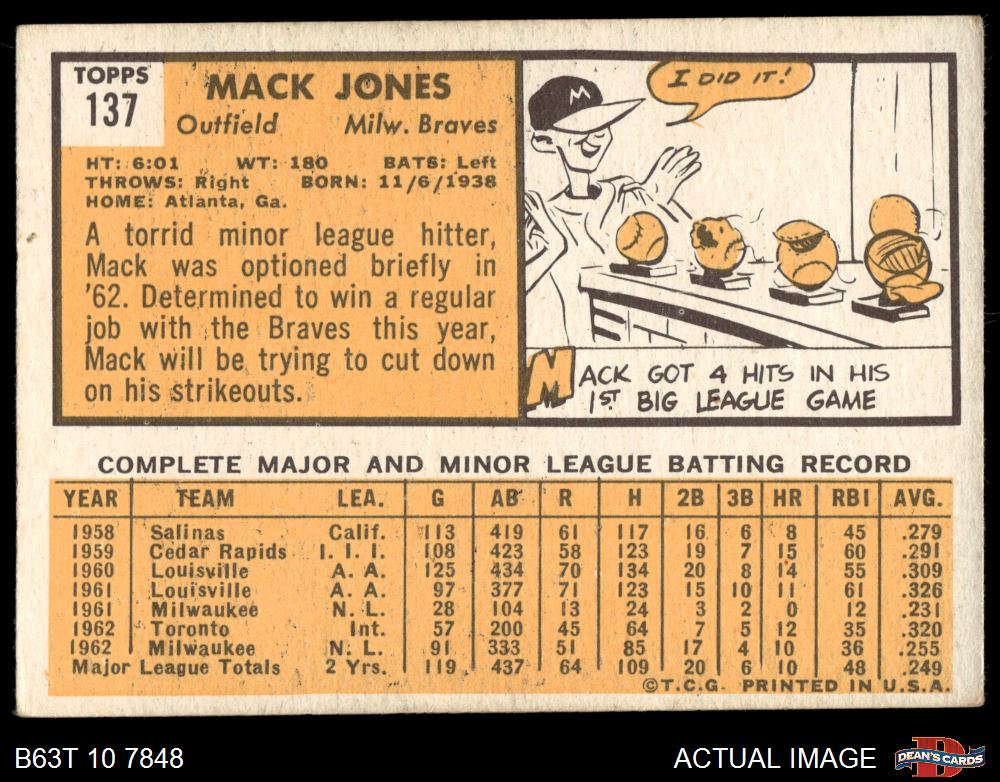 TOPPS
137
MACK JONES
Outfield Milw. Braves
HT: 6:01 WT: 180 BATS: Left
THROWS: Right BORN: 11/6/1938
HOME: Atlanta, Ga.
A torrid minor league hitter,
Mack was optioned briefly in
'62. Determined to win a regular
job with the Braves this year,
Mack will be trying to cut down
on his strikeouts.
I DID IT!
M
MACK GOT 4 HITS IN HIS
1ST BIG LEAGUE GAME
COMPLETE MAJOR AND MINOR LEAGUE BATTING RECORD
YEAR TEAM LEA. G AB R H 2B 3B HR RBI AVG.
1958 Salinas Calif. 113 419 61 117 16 6 8 45 .279
1959 Cedar Rapids I. I. I. 108 423 58 123 19 7 15 60 .291
1960 Louisville A. A. 125 434 70 134 20 8 14 55 .309
1961 Louisville A. A. 97 377 71 123 15 10 11 61 .326
1961 Milwaukee N. L. 28 104 13 24 3 2 0 12 .231
1962 Toronto Int. 57 200 45 64 7 5 12 35 .320
1962 Milwaukee N. L. 91 333 51 85 17 4 10 36 .255
Major League Totals 2 Yrs. 119 437 64 109 20 6 10 48 .249
©T.C.G. PRINTED IN U.S.A.
B63T 10 7848
ACTUAL IMAGE
D
DEAN'S CARDS